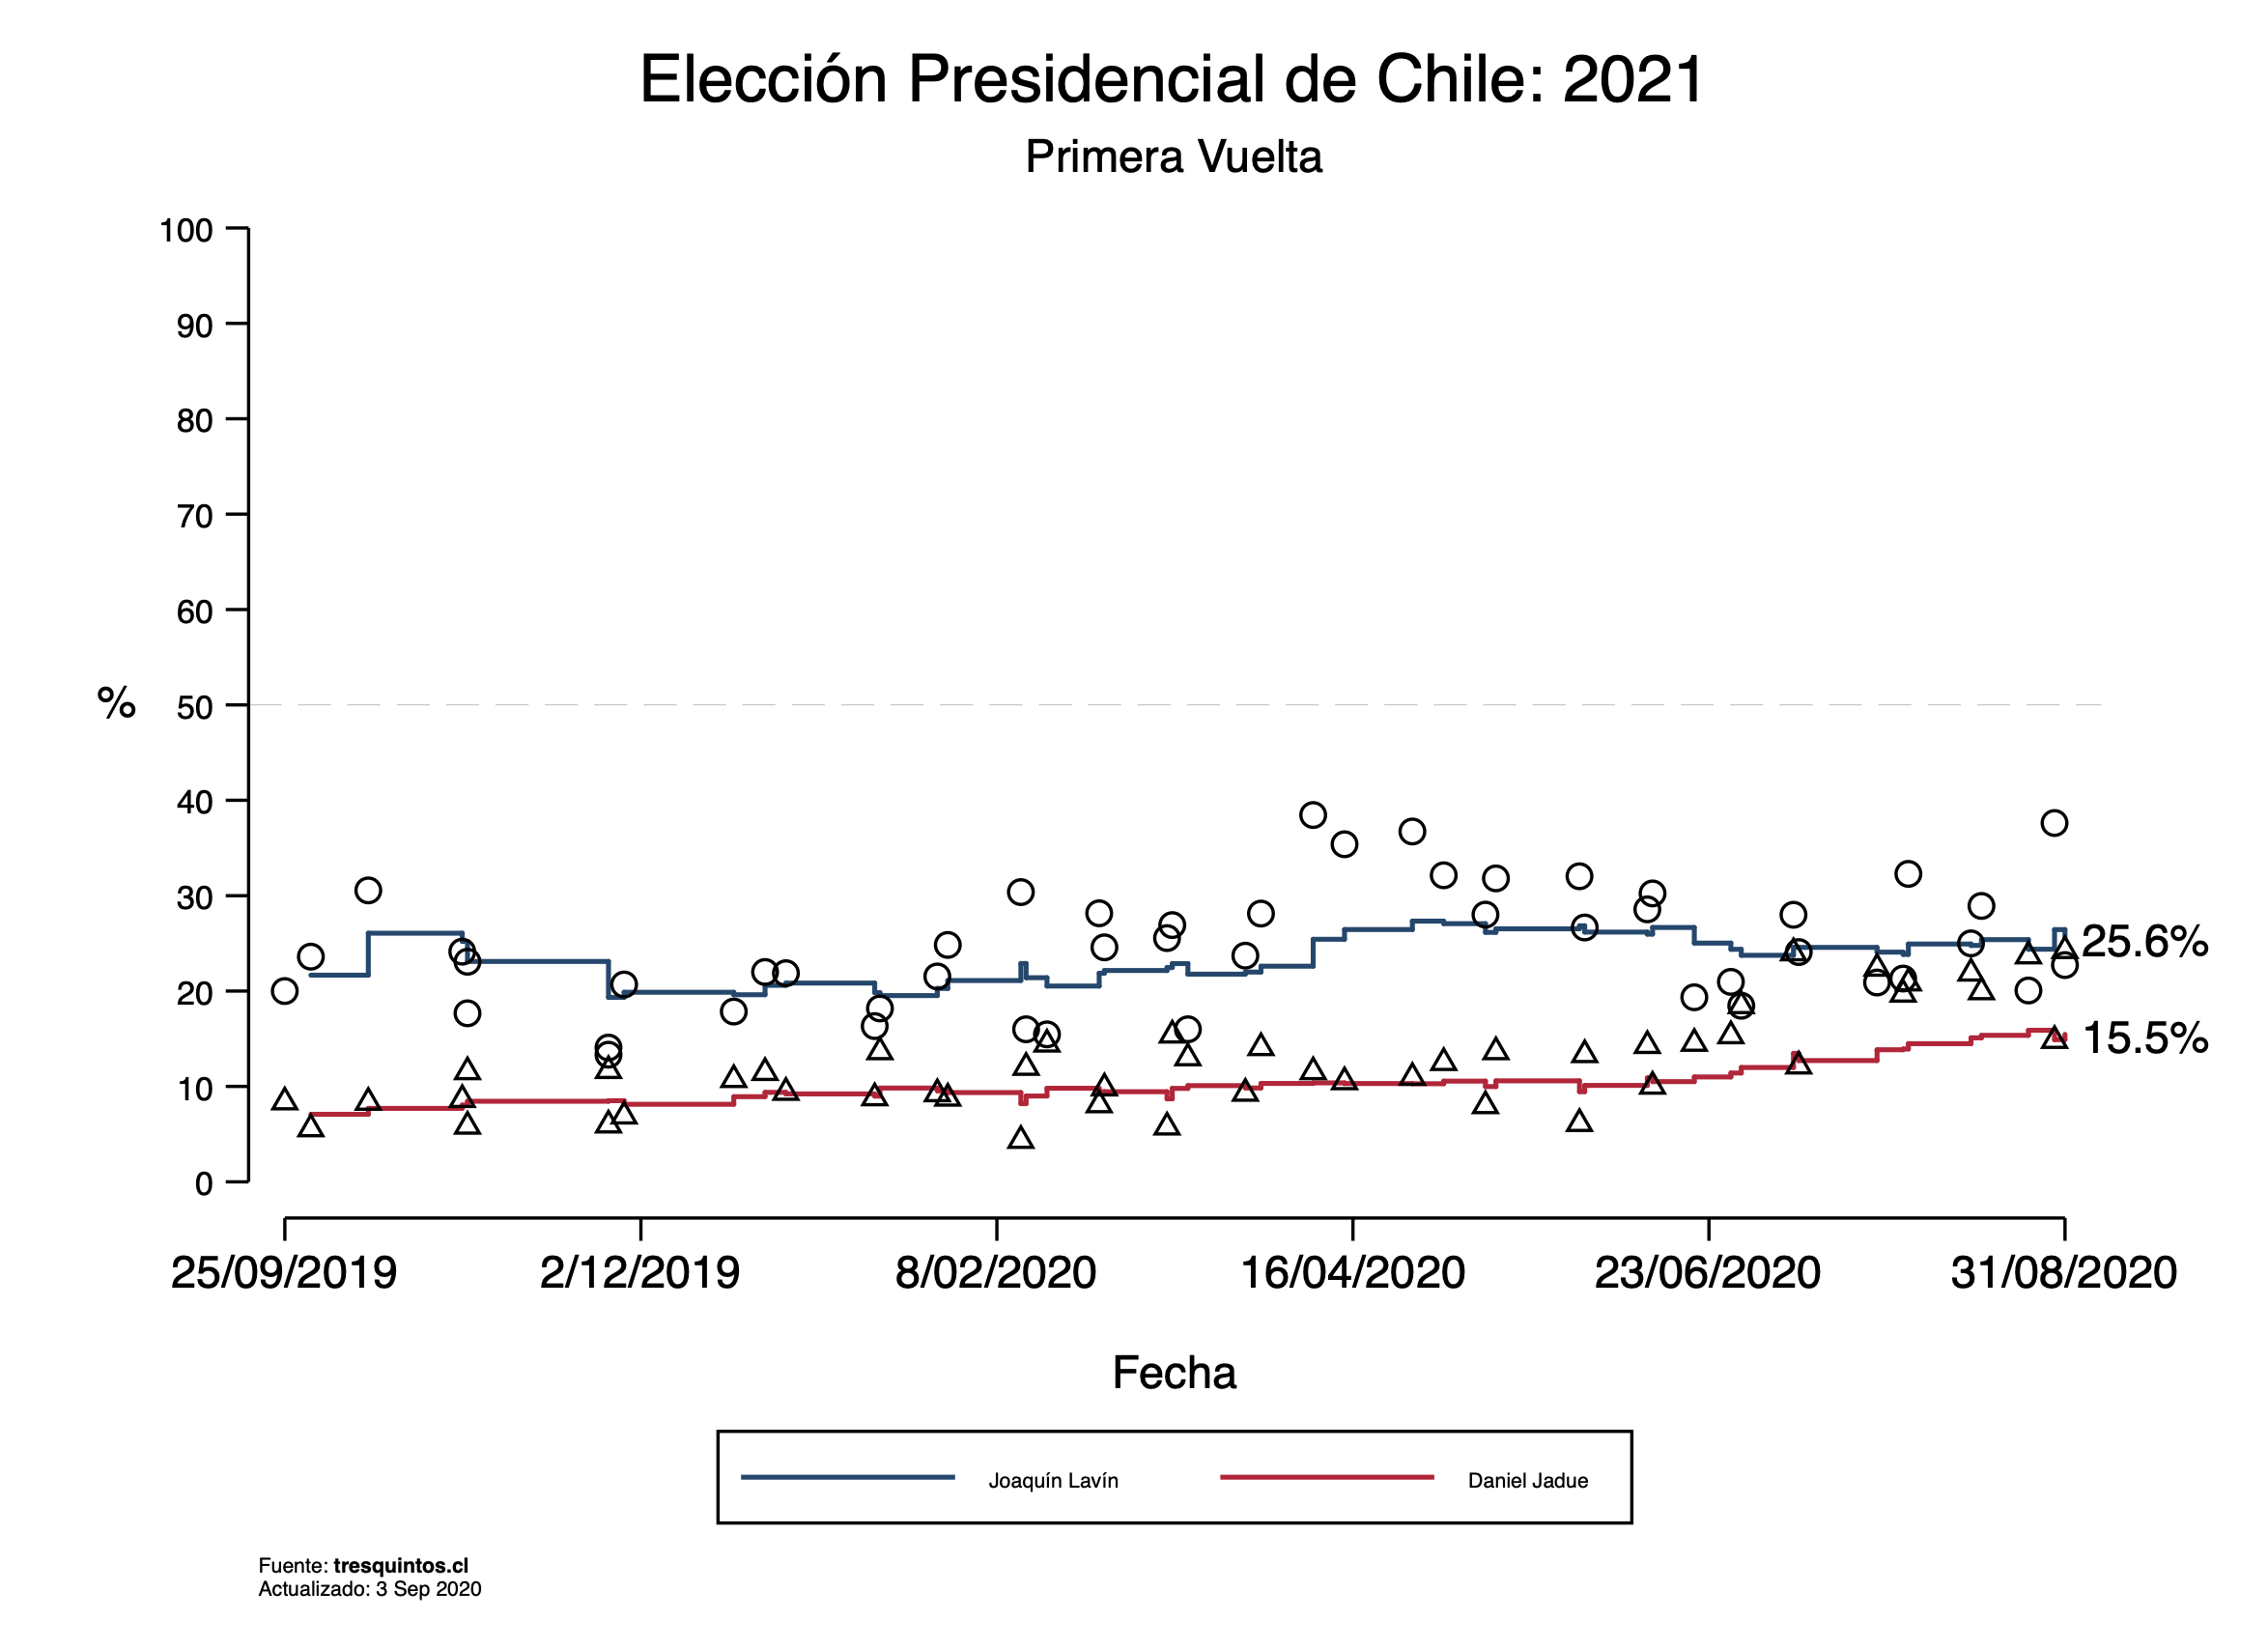 Elección Presidencial de Chile: 2021
Primera Vuelta
100
90
80
70
60
% 50
40
30
25.6%
20
15.5%
10
0
25/09/2019 2/12/2019 8/02/2020 16/04/2020 23/06/2020 31/08/2020
Fecha
Joaquín Lavín Daniel Jadue
Fuente: tresquintos.cl
Actualizado: 3 Sep 2020